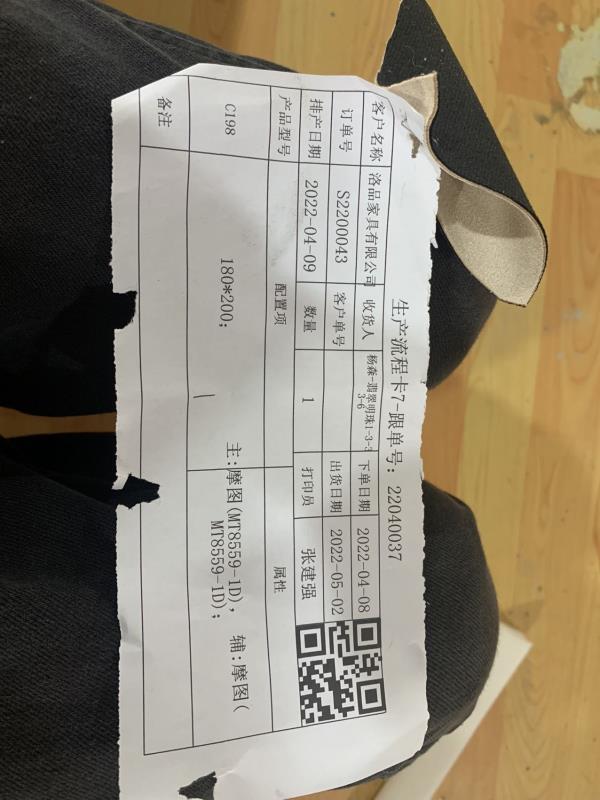 生产流程卡7-跟单号: 22040037
客户名称 洛品家具有限公司 收货人 杨森-翡翠明珠1-3-3 下单日期 2022-04-08
3-6
订单号 S2200043 客户单号 出货日期 2022-05-02
排产日期 2022-04-09 数量 1 打印员 张建强
产品型号 配置项 属性
C198 180*200; 主:摩图(MT8559-1D), 辅:摩图(
MT8559-1D);
备注